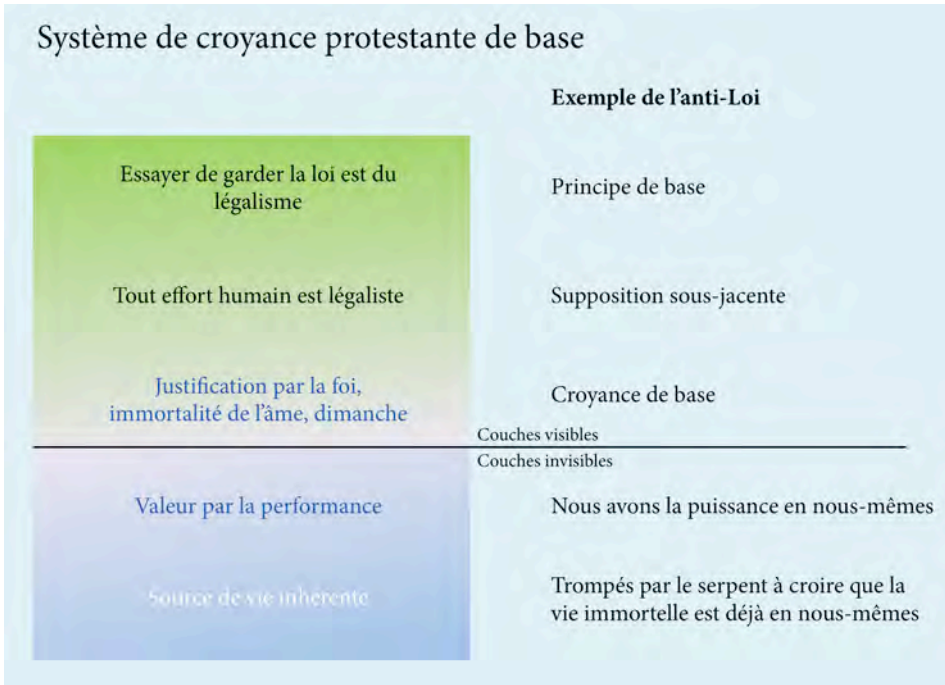 Système de croyance protestante de base
Exemple de l'anti-Loi
Essayer de garder la loi est du
légalisme
Principe de base
Tout effort humain est légaliste
Supposition sous-jacente
Justification par la foi,
immortalité de l'âme, dimanche
Croyance de base
Couches visibles
Couches invisibles
Valeur par la performance
Nous avons la puissance en nous-mêmes
Source de vie inhérente
Trompés par le serpent à croire que la
vie immortelle est déjà en nous-mêmes